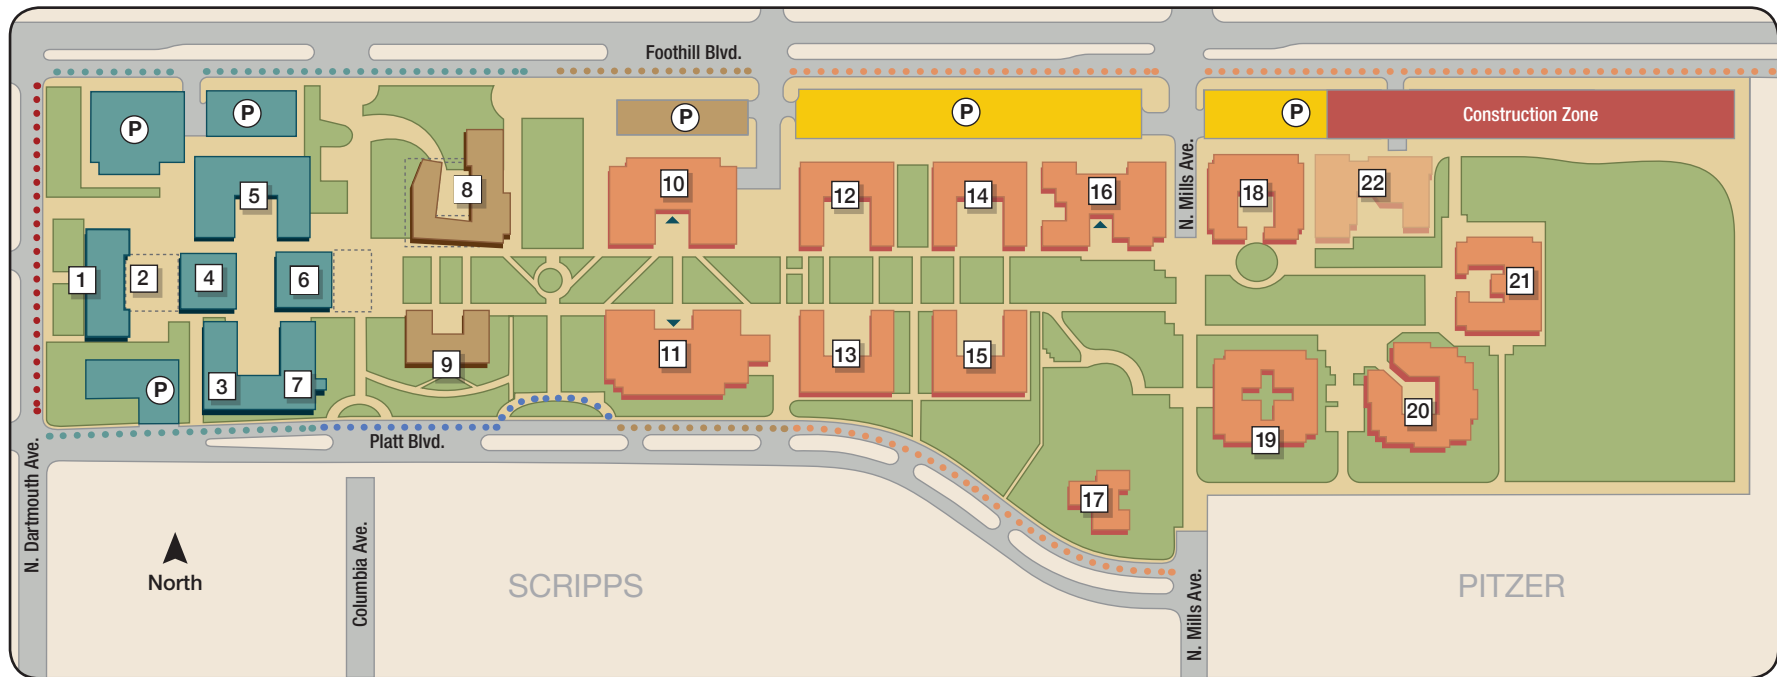 Foothill Blvd.
P
P
P
P
P
Construction Zone
N. Mills Ave.
5
8
10
12
14
16
18
22
1
2
4
6
21
3
7
P
9
11
13
15
19
20
17
Platt Blvd.
N. Dartmouth Ave.
North
Columbia Ave.
SCRIPPS
N. Mills Ave.
PITZER